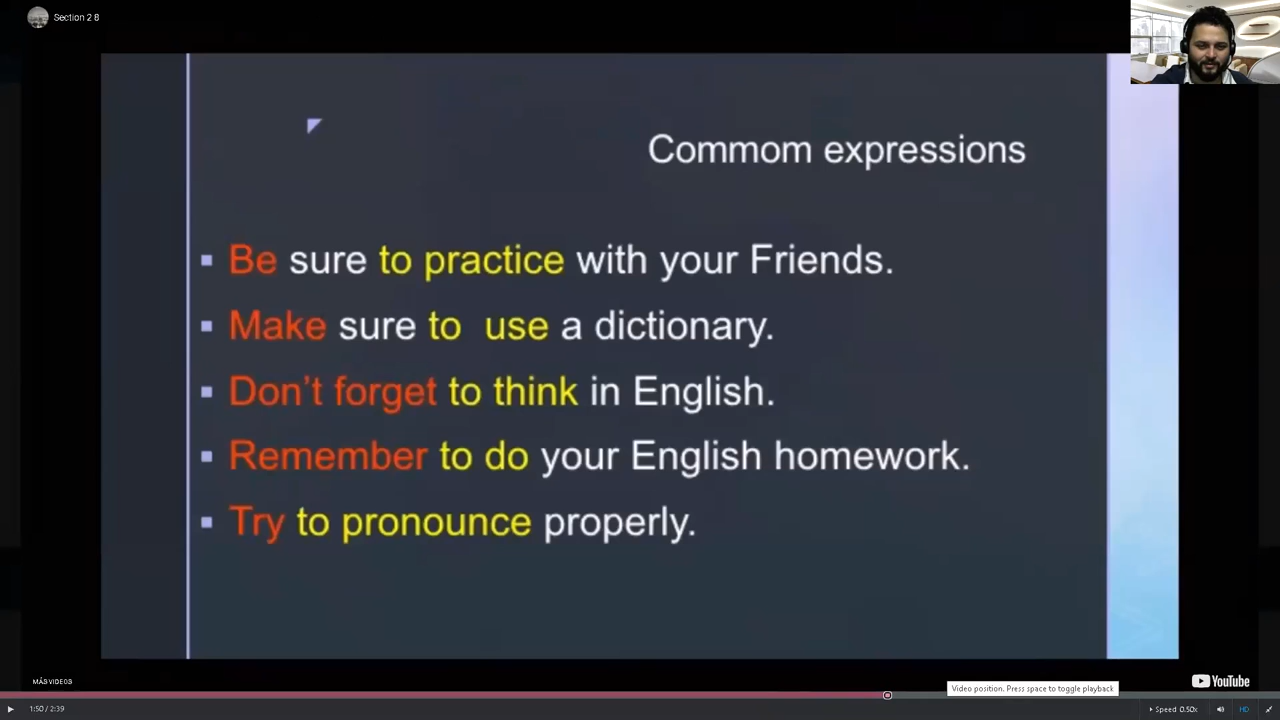 Section 2 8
Commom expressions
Be sure to practice with your Friends.
Make sure to use a dictionary.
Don't forget to think in English.
Remember to do your English homework.
Try to pronounce properly.
MÁS VIDEOS
YouTube
Video position. Press space to toggle playback
1:50 / 2:39
Speed 0.50x
HD